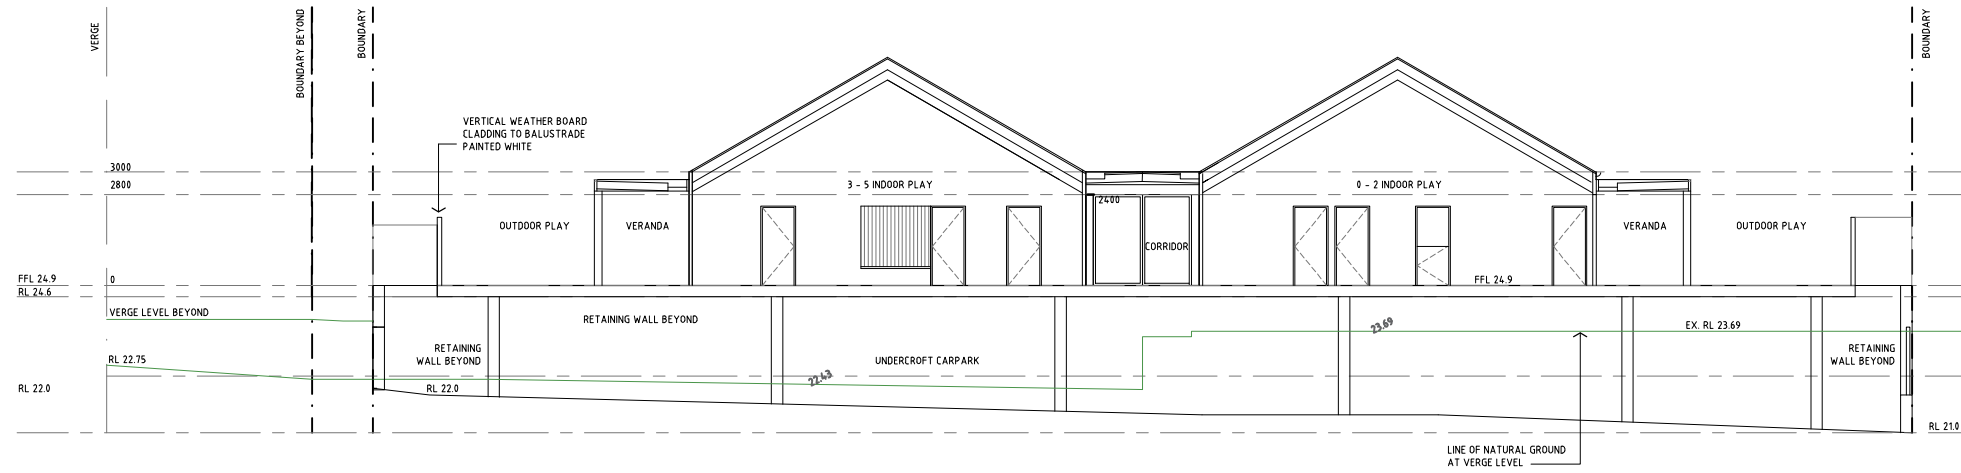 VERGE
BOUNDARY BEYOND
BOUNDARY
BOUNDARY
VERTICAL WEATHER BOARD
CLADDING TO BALUSTRADE
PAINTED WHITE
3000
2800
3 - 5 INDOOR PLAY
0 - 2 INDOOR PLAY
2400
OUTDOOR PLAY
VERANDA
CORRIDOR
VERANDA
OUTDOOR PLAY
FFL 24.9
0
FFL 24.9
RL 24.6
VERGE LEVEL BEYOND
RETAINING WALL BEYOND
23.69
EX. RL 23.69
RETAINING
WALL BEYOND
RETAINING
WALL BEYOND
RL 22.75
UNDERCROFT CARPARK
22.43
RL 22.0
RL 22.0
RL 21.0
LINE OF NATURAL GROUND
AT VERGE LEVEL